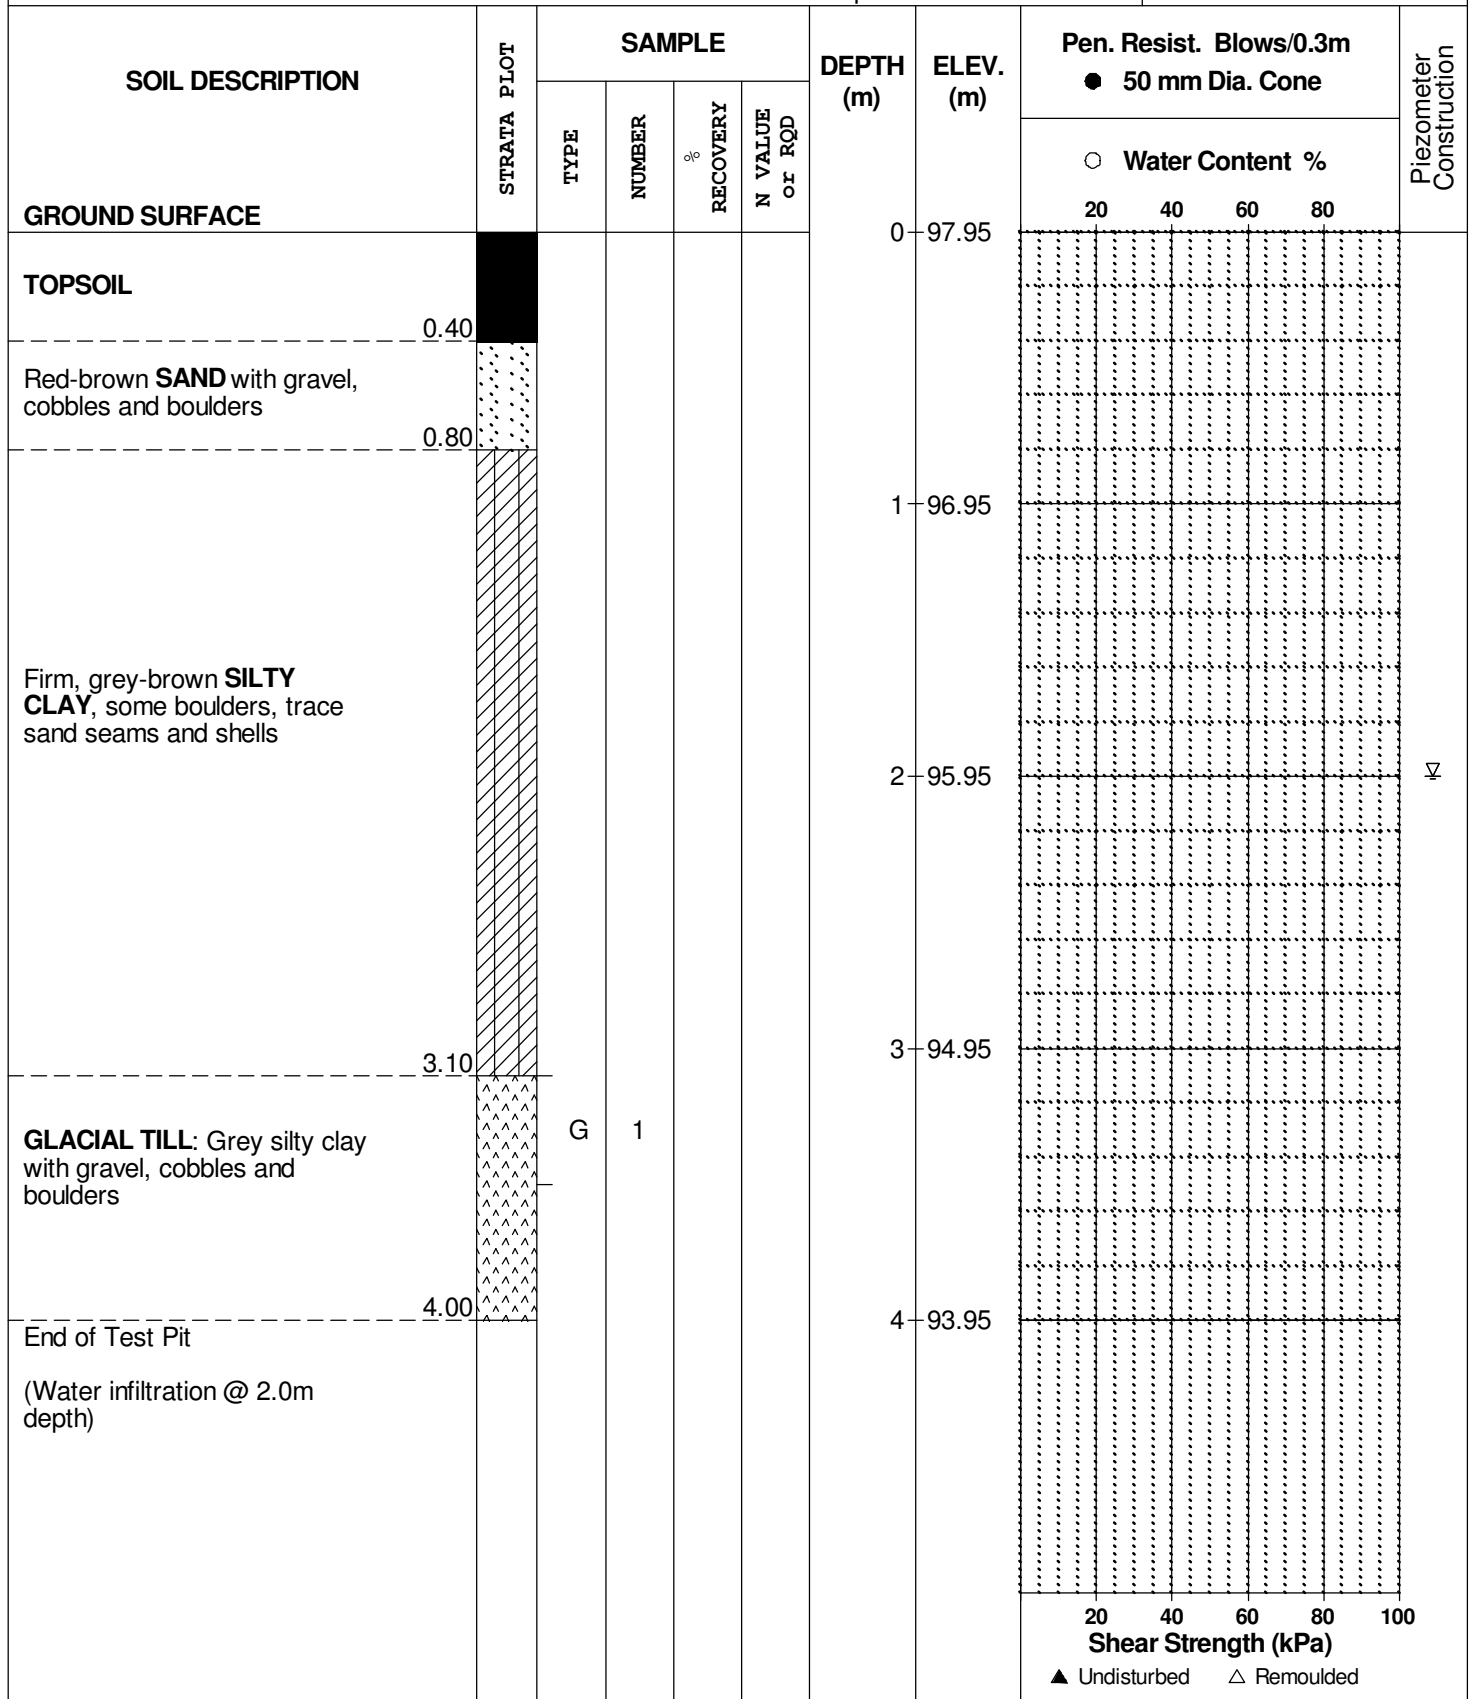 SOIL DESCRIPTION
GROUND SURFACE
STRATA PLOT
SAMPLE
TYPE
NUMBER
%
RECOVERY
N VALUE
or RQD
DEPTH
(m)
ELEV.
(m)
Pen. Resist. Blows/0.3m
● 50 mm Dia. Cone
○ Water Content %
20 40 60 80
Piezometer
Construction
0 97.95
TOPSOIL
0.40
Red-brown SAND with gravel,
cobbles and boulders
0.80
1 96.95
Firm, grey-brown SILTY
CLAY, some boulders, trace
sand seams and shells
2 95.95
3 94.95
3.10
GLACIAL TILL: Grey silty clay
with gravel, cobbles and
boulders
G 1
4.00
4 93.95
End of Test Pit
(Water infiltration @ 2.0m
depth)
20 40 60 80 100
Shear Strength (kPa)
▲ Undisturbed △ Remoulded